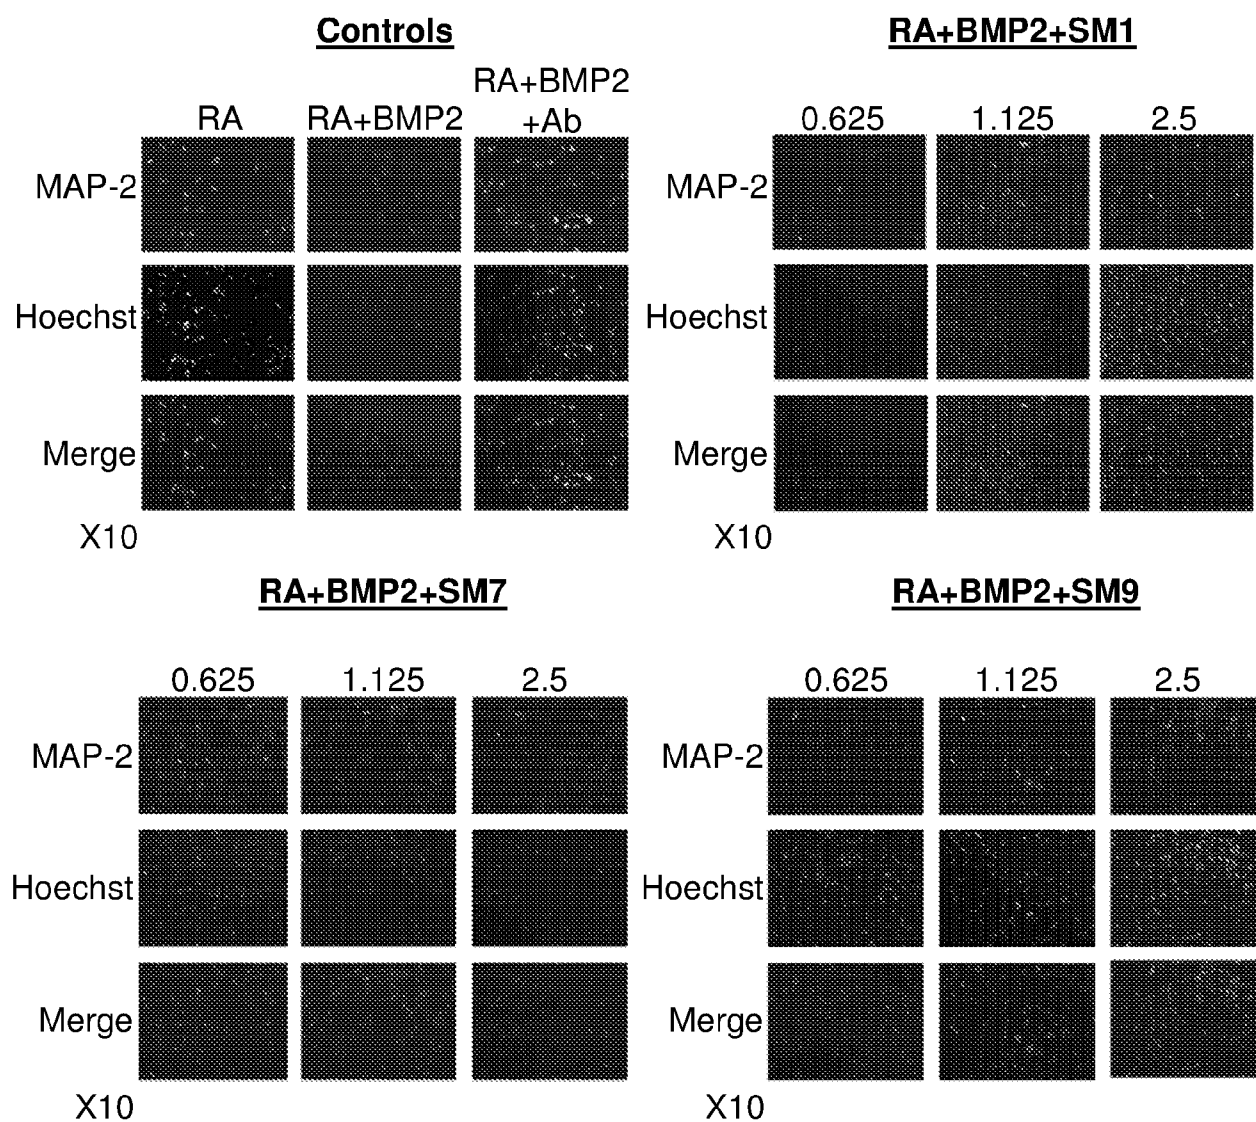 Controls
RA
RA+BMP2
RA+BMP2
+Ab
MAP-2
Hoechst
Merge
X10
RA+BMP2+SM1
0.625
1.125
2.5
MAP-2
Hoechst
Merge
X10
RA+BMP2+SM7
0.625
1.125
2.5
MAP-2
Hoechst
Merge
X10
RA+BMP2+SM9
0.625
1.125
2.5
MAP-2
Hoechst
Merge
X10